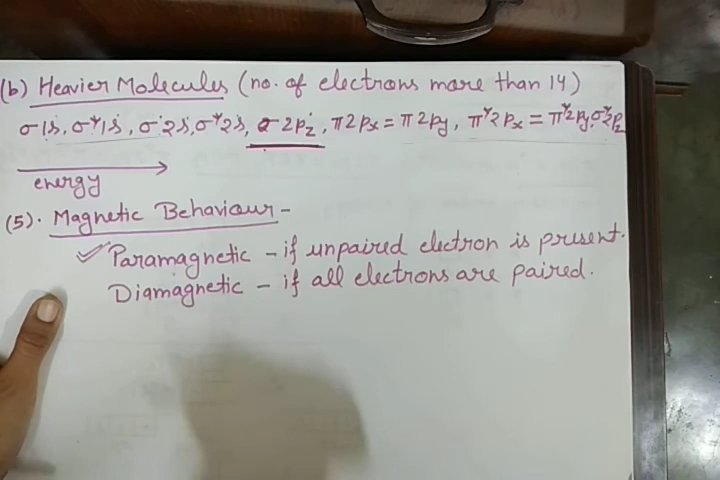 (b) Heavier Molecules (no. of electrons more than 14)
σ1s, σ*1s, σ2s, σ*2s, σ2pz, π2px = π2py, π*2px = π*2py, σ*2pz
energy
(5). Magnetic Behaviour -
Paramagnetic - if unpaired electron is present.
Diamagnetic - if all electrons are paired.